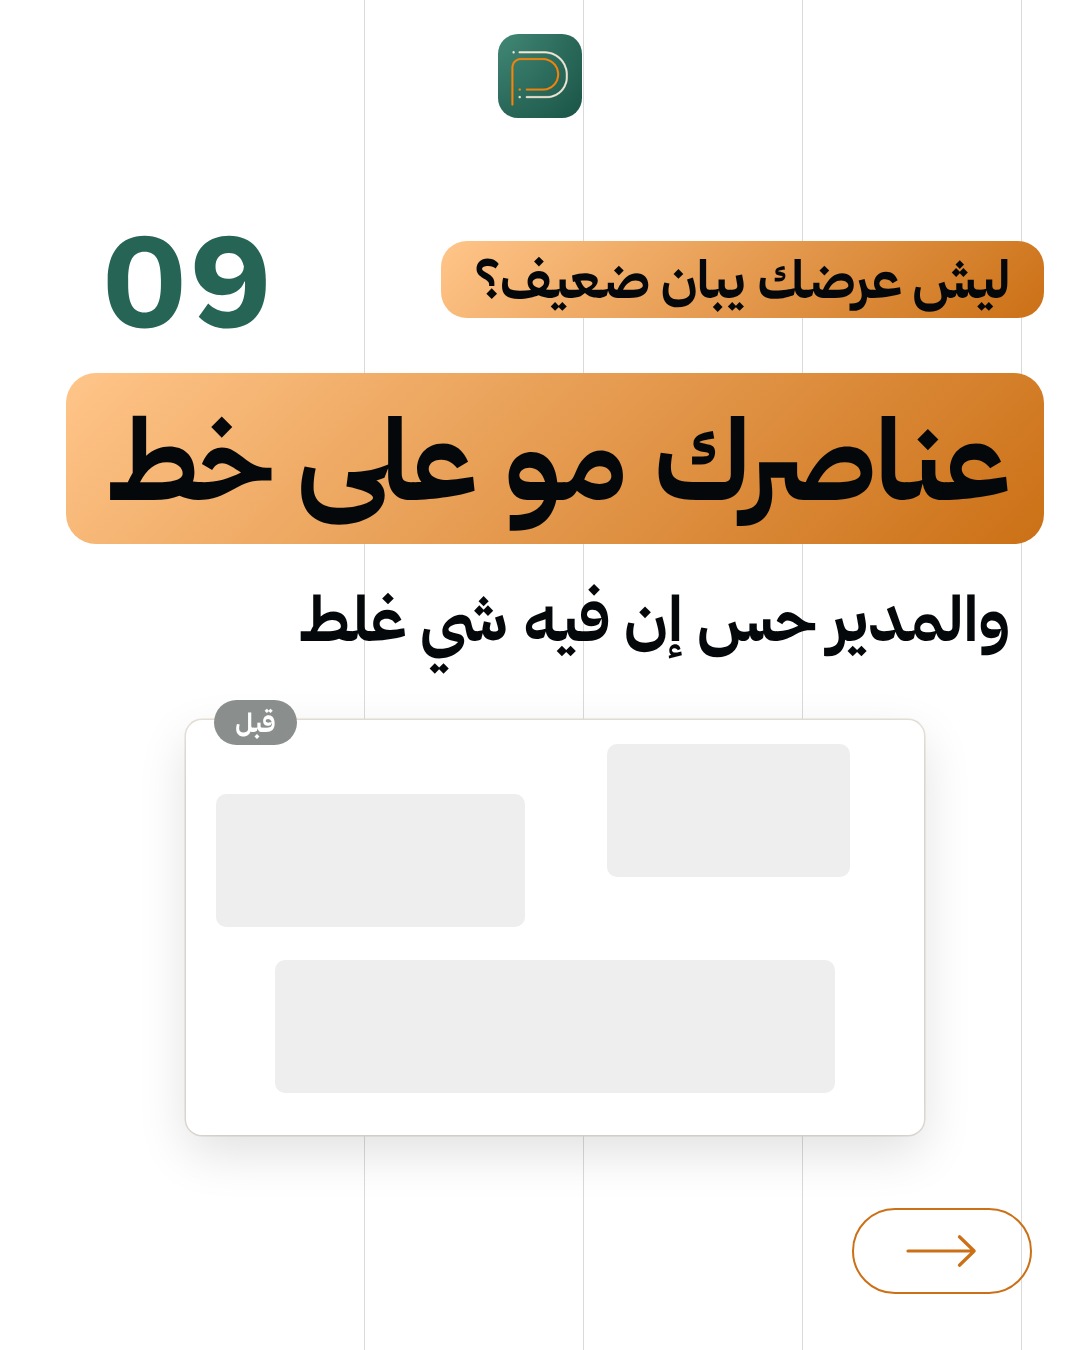 ليش عرضك يبان ضعيف؟
09
عناصرك مو على خط
والمدير حس إن فيه شي غلط
قبل